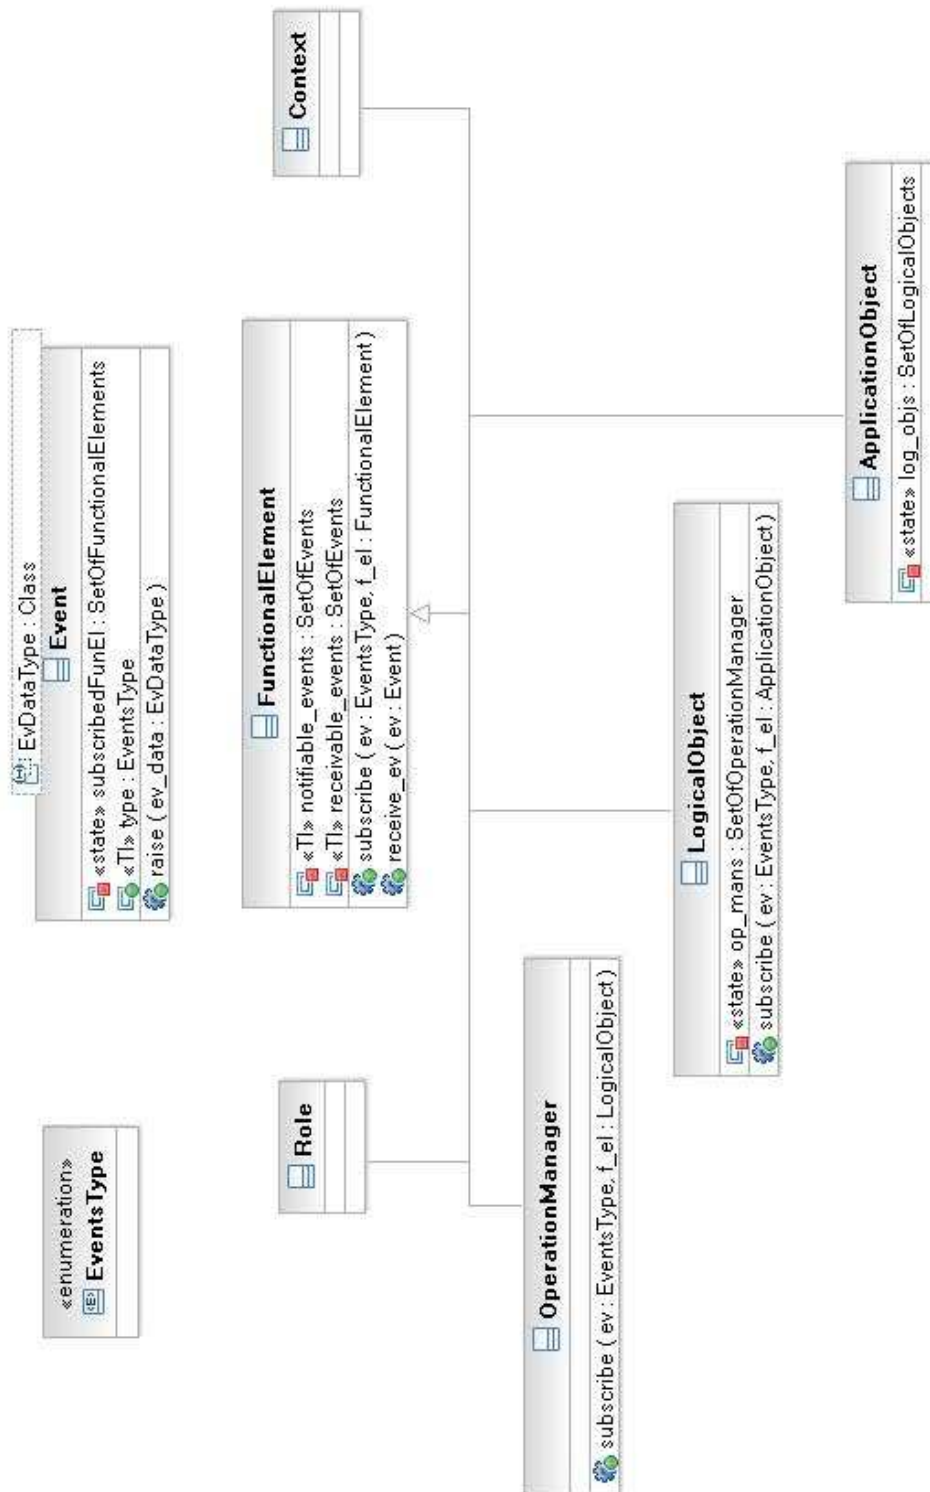 «enumeration»
EventsType
EvDataType : Class
Event
«state» subscribedFunEl : SetOfFunctionalElements
«TI» type : EventsType
raise ( ev_data : EvDataType )
Role
FunctionalElement
«TI» notifiable_events : SetOfEvents
«TI» receivable_events : SetOfEvents
subscribe ( ev : EventsType, f_el : FunctionalElement )
receive_ev ( ev : Event )
Context
OperationManager
subscribe ( ev : EventsType, f_el : LogicalObject )
LogicalObject
«state» op_mans : SetOfOperationManager
subscribe ( ev : EventsType, f_el : ApplicationObject )
ApplicationObject
«state» log_objs : SetOfLogicalObjects